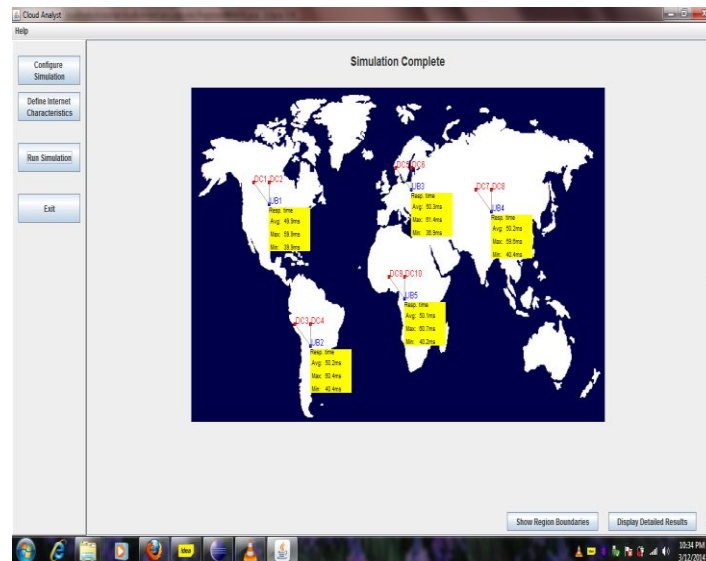 Cloud Analyst
Help
Configure
Simulation
Define Internet
Characteristics
Run Simulation
Exit
Simulation Complete
DC1 DC2
UB1
Resp. time
Avg: 49.9ms
Max: 59.9ms
Min: 39.9ms
DC5 DC6
UB3
Resp. time
Avg: 50.3ms
Max: 61.4ms
Min: 38.9ms
DC7 DC8
UB4
Resp. time
Avg: 50.2ms
Max: 59.6ms
Min: 40.4ms
DC9 DC10
UB5
Resp. time
Avg: 50.1ms
Max: 60.7ms
Min: 40.2ms
DC3 DC4
UB2
Resp. time
Avg: 50.2ms
Max: 60.4ms
Min: 40.4ms
Show Region Boundaries
Display Detailed Results
Idea
10:34 PM
3/12/2014